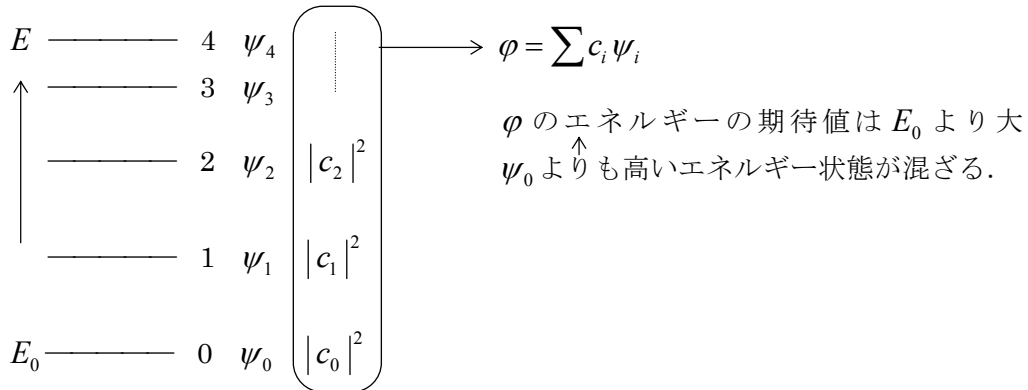 E 4 ψ₄ φ = ∑ cᵢ ψᵢ
3 ψ₃
φ のエネルギーの期待値は E₀ より大
2 ψ₂ |c₂|²
↑
ψ₀ よりも高いエネルギー状態が混ざる.
1 ψ₁ |c₁|²
E₀ 0 ψ₀ |c₀|²